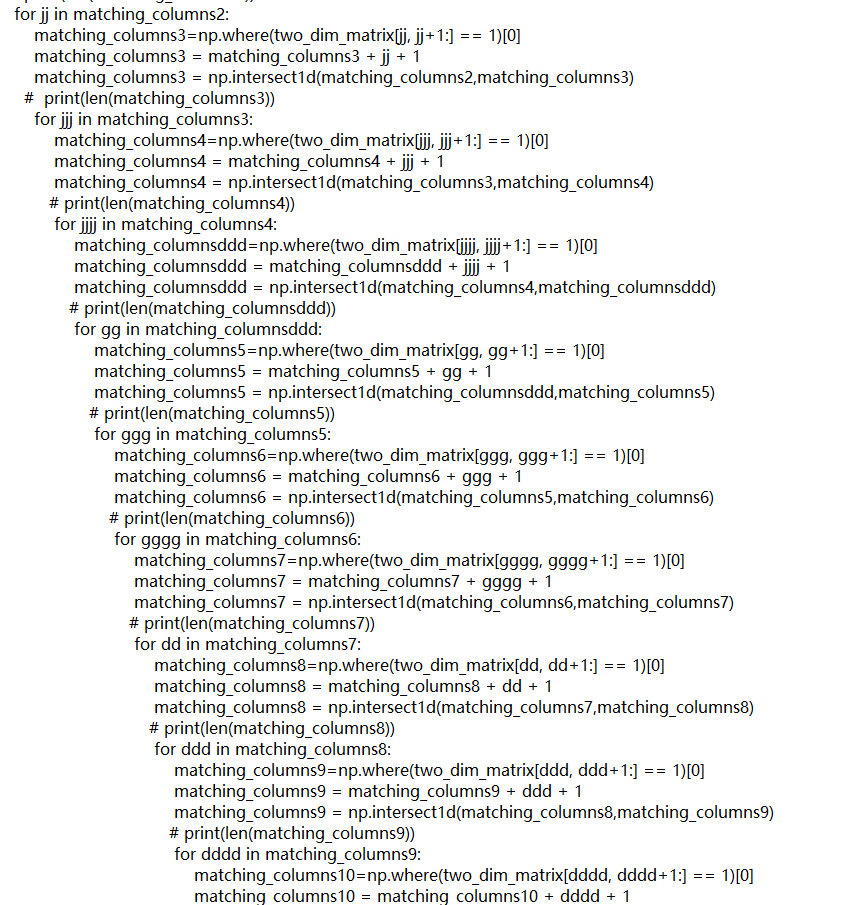 for jj in matching_columns2:
    matching_columns3=np.where(two_dim_matrix[jj, jj+1:] == 1)[0]
    matching_columns3 = matching_columns3 + jj + 1
    matching_columns3 = np.intersect1d(matching_columns2,matching_columns3)
  #  print(len(matching_columns3))
    for jjj in matching_columns3:
        matching_columns4=np.where(two_dim_matrix[jjj, jjj+1:] == 1)[0]
        matching_columns4 = matching_columns4 + jjj + 1
        matching_columns4 = np.intersect1d(matching_columns3,matching_columns4)
       # print(len(matching_columns4))
        for jjjj in matching_columns4:
            matching_columnsddd=np.where(two_dim_matrix[jjjj, jjjj+1:] == 1)[0]
            matching_columnsddd = matching_columnsddd + jjjj + 1
            matching_columnsddd = np.intersect1d(matching_columns4,matching_columnsddd)
           # print(len(matching_columnsddd))
            for gg in matching_columnsddd:
                matching_columns5=np.where(two_dim_matrix[gg, gg+1:] == 1)[0]
                matching_columns5 = matching_columns5 + gg + 1
                matching_columns5 = np.intersect1d(matching_columnsddd,matching_columns5)
               # print(len(matching_columns5))
                for ggg in matching_columns5:
                    matching_columns6=np.where(two_dim_matrix[ggg, ggg+1:] == 1)[0]
                    matching_columns6 = matching_columns6 + ggg + 1
                    matching_columns6 = np.intersect1d(matching_columns5,matching_columns6)
                   # print(len(matching_columns6))
                    for gggg in matching_columns6:
                        matching_columns7=np.where(two_dim_matrix[gggg, gggg+1:] == 1)[0]
                        matching_columns7 = matching_columns7 + gggg + 1
                        matching_columns7 = np.intersect1d(matching_columns6,matching_columns7)
                       # print(len(matching_columns7))
                        for dd in matching_columns7:
                            matching_columns8=np.where(two_dim_matrix[dd, dd+1:] == 1)[0]
                            matching_columns8 = matching_columns8 + dd + 1
                            matching_columns8 = np.intersect1d(matching_columns7,matching_columns8)
                           # print(len(matching_columns8))
                            for ddd in matching_columns8:
                                matching_columns9=np.where(two_dim_matrix[ddd, ddd+1:] == 1)[0]
                                matching_columns9 = matching_columns9 + ddd + 1
                                matching_columns9 = np.intersect1d(matching_columns8,matching_columns9)
                               # print(len(matching_columns9))
                                for dddd in matching_columns9:
                                    matching_columns10=np.where(two_dim_matrix[dddd, dddd+1:] == 1)[0]
                                    matching_columns10 = matching_columns10 + dddd + 1